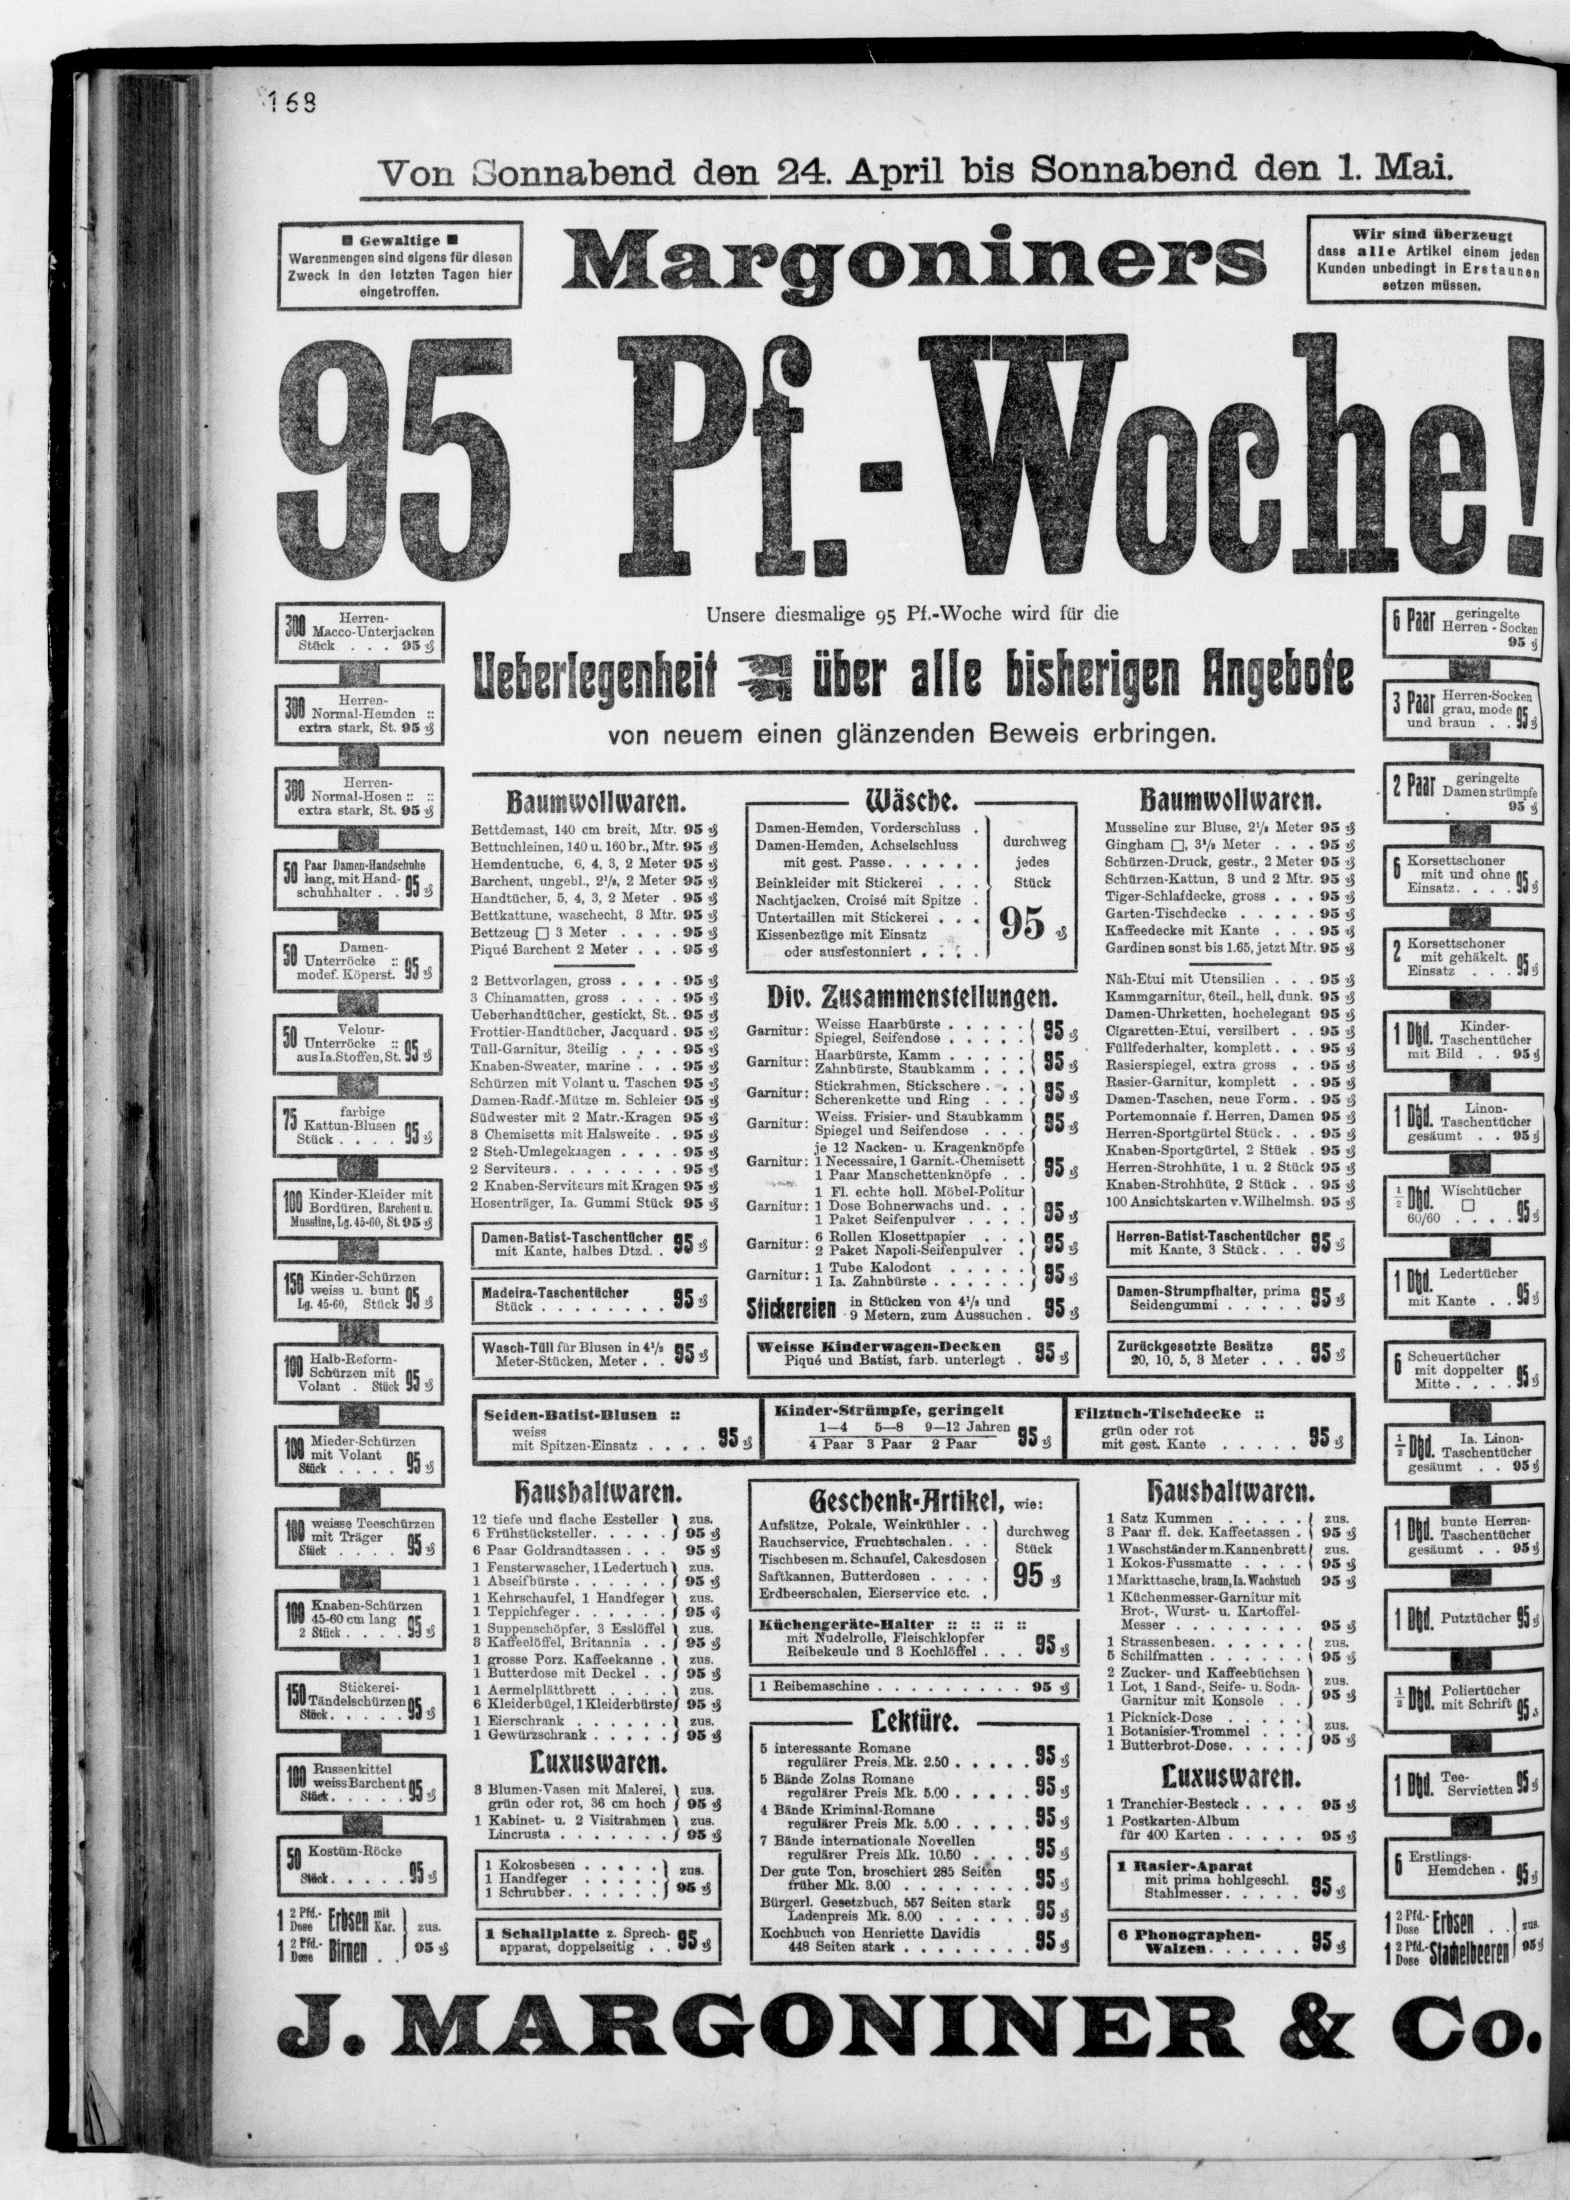 168
Von Sonnabend den 24. April bis Sonnabend den 1. Mai.
Gewaltige
Warenmengen sind eigens für diesen
Zweck in den letzten Tagen hier
eingetroffen.
Margoniners
Wir sind überzeugt
dass alle Artikel einem jeden
Kunden unbedingt in Erstaunen
setzen müssen.
95 Pf.-Woche!
Unsere diesmalige 95 Pf.-Woche wird für die
Ueberlegenheit über alle bisherigen Angebote
von neuem einen glänzenden Beweis erbringen.
300 Herren-
Macco-Unterjacken
Stück . . . 95 ₰
300 Herren-
Normal-Hemden ::
extra stark, St. 95 ₰
300 Herren-
Normal-Hosen :: ::
extra stark, St. 95 ₰
50 Paar Damen-Handschuhe
lang, mit Hand-
schuhhalter . . 95 ₰
50 Damen-
Unterröcke ::
modef. Köperst. 95 ₰
50 Velour-
Unterröcke ::
aus Ia. Stoffen, St. 95 ₰
75 farbige
Kattun-Blusen
Stück . . . . 95 ₰
100 Kinder-Kleider mit
Bordüren, Barchent u.
Musseline, Lg. 45-60, St. 95 ₰
150 Kinder-Schürzen
weiss u. bunt
Lg. 45-60, Stück 95 ₰
100 Halb-Reform-
Schürzen mit
Volant . Stück 95 ₰
100 Mieder-Schürzen
mit Volant
Stück . . . . 95 ₰
100 weisse Teeschürzen
mit Träger
Stück . . . . 95 ₰
100 Knaben-Schürzen
45-60 cm lang
2 Stück . . . . 95 ₰
150 Stickerei-
Tändelschürzen
Stück . . . . . 95 ₰
100 Russenkittel
weiss Barchent
Stück . . . . . 95 ₰
50 Kostüm-Röcke
Stück . . . . . 95 ₰
1 2 Pfd.-Dose Erbsen mit Kar. } zus.
1 2 Pfd.-Dose Birnen . . } 95 ₰
Baumwollwaren.
Bettdemast, 140 cm breit, Mtr. 95 ₰
Bettuchleinen, 140 u. 160 br., Mtr. 95 ₰
Hemdentuche, 6, 4, 3, 2 Meter 95 ₰
Barchent, ungebl., 2½, 2 Meter 95 ₰
Handtücher, 5, 4, 3, 2 Meter . 95 ₰
Bettkattune, waschecht, 3 Mtr. 95 ₰
Bettzeug □ 3 Meter . . . . 95 ₰
Piqué Barchent 2 Meter . . . 95 ₰
2 Bettvorlagen, gross . . . . 95 ₰
3 Chinamatten, gross . . . . 95 ₰
Ueberhandtücher, gestickt, St. . 95 ₰
Frottier-Handtücher, Jacquard . 95 ₰
Tüll-Garnitur, 3teilig . . . . 95 ₰
Knaben-Sweater, marine . . . 95 ₰
Schürzen mit Volant u. Taschen 95 ₰
Damen-Radf.-Mütze m. Schleier 95 ₰
Südwester mit 2 Matr.-Kragen 95 ₰
3 Chemisetts mit Halsweite . . 95 ₰
2 Steh-Umlegekragen . . . . 95 ₰
2 Serviteurs . . . . . . . . 95 ₰
2 Knaben-Serviteurs mit Kragen 95 ₰
Hosenträger, Ia. Gummi Stück 95 ₰
Damen-Batist-Taschentücher
mit Kante, halbes Dtzd. . 95 ₰
Madeira-Taschentücher
Stück . . . . . . . . 95 ₰
Wasch-Tüll für Blusen in 4½
Meter-Stücken, Meter . . 95 ₰
Wäsche.
Damen-Hemden, Vorderschluss .
Damen-Hemden, Achselschluss
mit gest. Passe . . . . . .
Beinkleider mit Stickerei . . .
Nachtjacken, Croisé mit Spitze .
Untertaillen mit Stickerei . . .
Kissenbezüge mit Einsatz
oder ausfestonniert . . . .
durchweg
jedes
Stück
95 ₰
Div. Zusammenstellungen.
Garnitur: Weisse Haarbürste . . . . .
Spiegel, Seifendose . . . . . 95 ₰
Garnitur: Haarbürste, Kamm . . . . .
Zahnbürste, Staubkamm . . . 95 ₰
Garnitur: Stickrahmen, Stickschere . . .
Scherenkette und Ring . . . 95 ₰
Garnitur: Weiss. Frisier- und Staubkamm
Spiegel und Seifendose . . . 95 ₰
Garnitur: je 12 Nacken- u. Kragenknöpfe
1 Necessaire, 1 Garnit.-Chemisett
1 Paar Manschettenknöpfe . . 95 ₰
Garnitur: 1 Fl. echte holl. Möbel-Politur
1 Dose Bohnerwachs und . . .
1 Paket Seifenpulver . . . . 95 ₰
Garnitur: 6 Rollen Klosettpapier . . .
2 Paket Napoli-Seifenpulver . 95 ₰
Garnitur: 1 Tube Kalodont . . . . .
1 Ia. Zahnbürste . . . . . . 95 ₰
Stickereien in Stücken von 4½ und
9 Metern, zum Aussuchen . 95 ₰
Weisse Kinderwagen-Decken
Piqué und Batist, farb. unterlegt . 95 ₰
Baumwollwaren.
Musseline zur Bluse, 2½ Meter 95 ₰
Gingham □, 3½ Meter . . . 95 ₰
Schürzen-Druck, gestr., 2 Meter 95 ₰
Schürzen-Kattun, 3 und 2 Mtr. 95 ₰
Tiger-Schlafdecke, gross . . . 95 ₰
Garten-Tischdecke . . . . . 95 ₰
Kaffeedecke mit Kante . . . 95 ₰
Gardinen sonst bis 1.65, jetzt Mtr. 95 ₰
Näh-Etui mit Utensilien . . . 95 ₰
Kammgarnitur, 6teil., hell, dunk. 95 ₰
Damen-Uhrketten, hochelegant 95 ₰
Cigaretten-Etui, versilbert . . 95 ₰
Füllfederhalter, komplett . . . 95 ₰
Rasierspiegel, extra gross . . 95 ₰
Rasier-Garnitur, komplett . . 95 ₰
Damen-Taschen, neue Form . . 95 ₰
Portemonnaie f. Herren, Damen 95 ₰
Herren-Sportgürtel Stück . . . 95 ₰
Knaben-Sportgürtel, 2 Stück . 95 ₰
Herren-Strohhüte, 1 u. 2 Stück 95 ₰
Knaben-Strohhüte, 2 Stück . . 95 ₰
100 Ansichtskarten v. Wilhelmsh. 95 ₰
Herren-Batist-Taschentücher
mit Kante, 3 Stück . . . 95 ₰
Damen-Strumpfhalter, prima
Seidengummi . . . . . 95 ₰
Zurückgesetzte Besätze
20, 10, 5, 3 Meter . . . 95 ₰
Seiden-Batist-Blusen ::
weiss
mit Spitzen-Einsatz . . . . 95 ₰
Kinder-Strümpfe, geringelt
1—4 5—8 9—12 Jahren
4 Paar 3 Paar 2 Paar 95 ₰
Filztuch-Tischdecke ::
grün oder rot
mit gest. Kante . . . . . 95 ₰
Haushaltwaren.
12 tiefe und flache Essteller } zus.
6 Frühstücksteller . . . . . } 95 ₰
6 Paar Goldrandtassen . . . 95 ₰
1 Fensterwascher, 1 Ledertuch } zus.
1 Abseifbürste . . . . . . } 95 ₰
1 Kehrschaufel, 1 Handfeger } zus.
1 Teppichfeger . . . . . . } 95 ₰
1 Suppenschöpfer, 3 Esslöffel } zus.
3 Kaffeelöffel, Britannia . . } 95 ₰
1 grosse Porz. Kaffeekanne . } zus.
1 Butterdose mit Deckel . . } 95 ₰
1 Aermelplättbrett . . . . } zus.
6 Kleiderbügel, 1 Kleiderbürste } 95 ₰
1 Eierschrank . . . . . . } zus.
1 Gewürzschrank . . . . . } 95 ₰
Luxuswaren.
3 Blumen-Vasen mit Malerei, } zus.
grün oder rot, 36 cm hoch } 95 ₰
1 Kabinet- u. 2 Visitrahmen } zus.
Lincrusta . . . . . . . } 95 ₰
1 Kokosbesen . . . . .
1 Handfeger . . . . . } zus.
1 Schrubber . . . . . . } 95 ₰
1 Schallplatte z. Sprech-
apparat, doppelseitig . . 95 ₰
Geschenk-Artikel, wie:
Aufsätze, Pokale, Weinkühler . .
Rauchservice, Fruchtschalen . . .
Tischbesen m. Schaufel, Cakesdosen
Saftkannen, Butterdosen . . . .
Erdbeerschalen, Eierservice etc. .
durchweg
Stück
95 ₰
Küchengeräte-Halter :: :: :: ::
mit Nudelrolle, Fleischklopfer
Reibekeule und 3 Kochlöffel . . . 95 ₰
1 Reibemaschine . . . . . . . . . 95 ₰
Lektüre.
5 interessante Romane
regulärer Preis Mk. 2.50 . . . . . 95 ₰
5 Bände Zolas Romane
regulärer Preis Mk. 5.00 . . . . . 95 ₰
4 Bände Kriminal-Romane
regulärer Preis Mk. 5.00 . . . . . 95 ₰
7 Bände internationale Novellen
regulärer Preis Mk. 10.50 . . . . 95 ₰
Der gute Ton, broschiert 285 Seiten
früher Mk. 3.00 . . . . . . . . 95 ₰
Bürgerl. Gesetzbuch, 557 Seiten stark
Ladenpreis Mk. 8.00 . . . . . . 95 ₰
Kochbuch von Henriette Davidis
448 Seiten stark . . . . . . . . 95 ₰
Haushaltwaren.
1 Satz Kummen . . . . . } zus.
3 Paar ff. dek. Kaffeetassen . } 95 ₰
1 Waschständer m. Kannenbrett } zus.
1 Kokos-Fussmatte . . . . } 95 ₰
1 Markttasche, braun, Ia. Wachstuch 95 ₰
1 Küchenmesser-Garnitur mit
Brot-, Wurst- u. Kartoffel-
Messer . . . . . . . . 95 ₰
1 Strassenbesen . . . . . . } zus.
5 Schilfmatten . . . . . . } 95 ₰
2 Zucker- und Kaffeebüchsen
1 Lot, 1 Sand-, Seife- u. Soda- } zus.
Garnitur mit Konsole . . } 95 ₰
1 Picknick-Dose . . . . .
1 Botanisier-Trommel . . . } zus.
1 Butterbrot-Dose . . . . . } 95 ₰
Luxuswaren.
1 Tranchier-Besteck . . . . 95 ₰
1 Postkarten-Album
für 400 Karten . . . . . 95 ₰
1 Rasier-Aparat
mit prima hohlgeschl.
Stahlmesser . . . . . 95 ₰
6 Phonographen-
Walzen . . . . . . 95 ₰
6 Paar geringelte
Herren-Socken
95 ₰
3 Paar Herren-Socken
grau, mode
und braun . . 95 ₰
2 Paar geringelte
Damenstrümpfe
. 95 ₰
6 Korsettschoner
mit und ohne
Einsatz . . . . 95 ₰
2 Korsettschoner
mit gehäkelt.
Einsatz . . . 95 ₰
1 Dtzd. Kinder-
Taschentücher
mit Bild . . 95 ₰
1 Dtzd. Linon-
Taschentücher
gesäumt . . 95 ₰
½ Dtzd. Wischtücher
□
60/60 . . . . 95 ₰
1 Dtzd. Ledertücher
mit Kante . . 95 ₰
6 Scheuertücher
mit doppelter
Mitte . . . . 95 ₰
½ Dtzd. Ia. Linon-
Taschentücher
gesäumt . . 95 ₰
1 Dtzd. bunte Herren-
Taschentücher
gesäumt . . 95 ₰
1 Dtzd. Putztücher 95 ₰
½ Dtzd. Poliertücher
mit Schrift 95 ₰
1 Dtzd. Tee-
Servietten 95 ₰
6 Erstlings-
Hemdchen . 95 ₰
1 2 Pfd.-Dose Erbsen . . } zus.
1 2 Pfd.-Dose Stachelbeeren } 95 ₰
J. MARGONINER & Co.